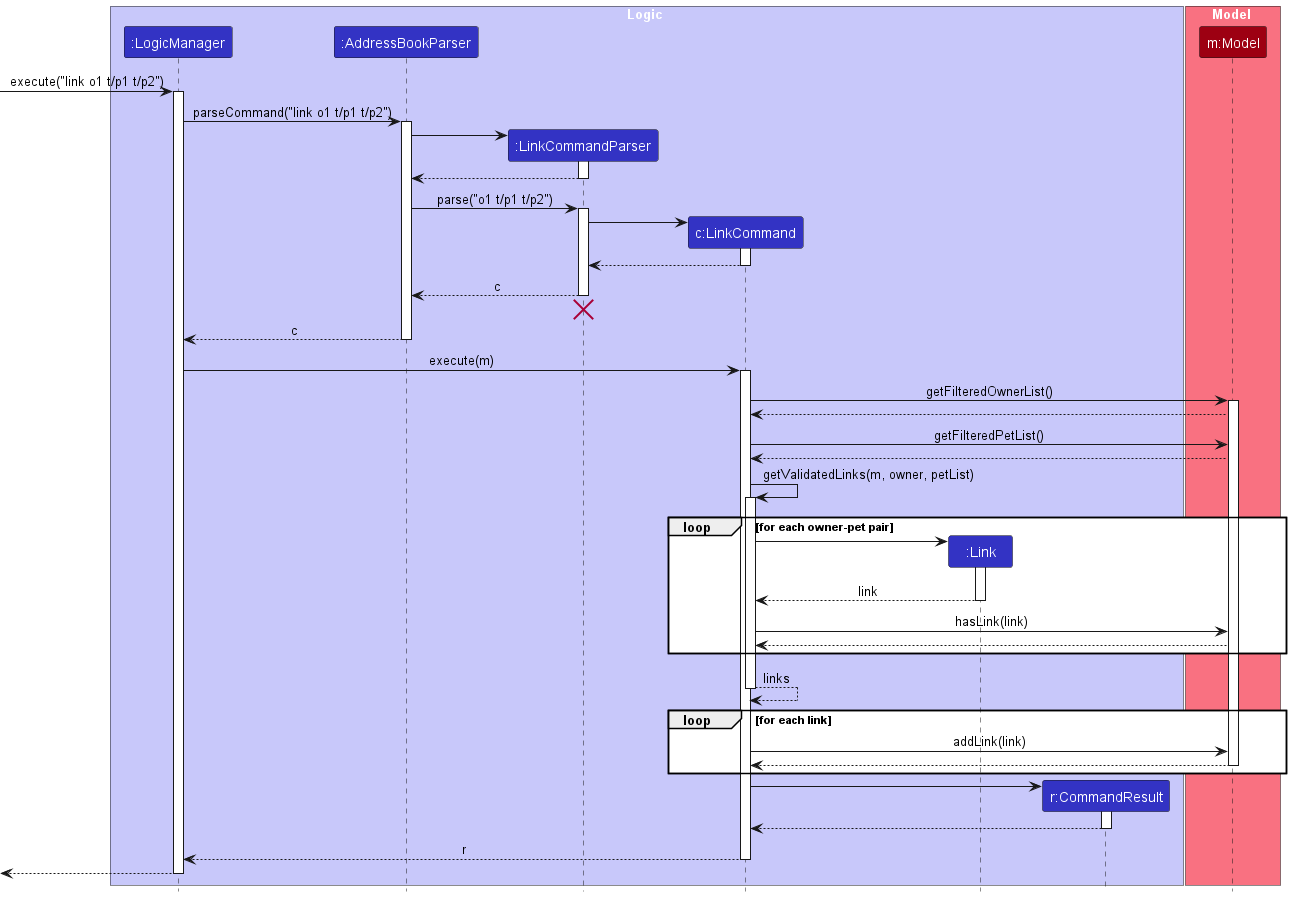 Logic
Model
:LogicManager
:AddressBookParser
m:Model
execute("link o1 t/p1 t/p2")
parseCommand("link o1 t/p1 t/p2")
:LinkCommandParser
parse("o1 t/p1 t/p2")
c:LinkCommand
c
c
execute(m)
getFilteredOwnerList()
getFilteredPetList()
getValidatedLinks(m, owner, petList)
loop [for each owner-pet pair]
:Link
link
hasLink(link)
links
loop [for each link]
addLink(link)
r:CommandResult
r